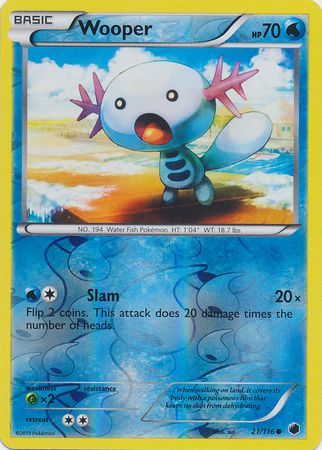 BASIC
Wooper
HP 70
NO. 194 Water Fish Pokémon. HT: 1'04" WT: 18.7 lbs.
Slam 20×
Flip 2 coins. This attack does 20 damage times
the number of heads.
weakness resistance
×2
retreat
When walking on land, it covers its
body with a poisonous film that
keeps its skin from dehydrating.
©2013 Pokémon
Illus. sui
21/116